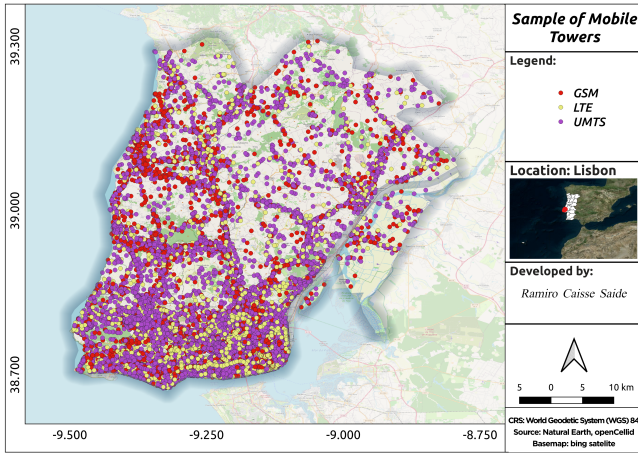 Sample of Mobile
Towers
Legend:
GSM
LTE
UMTS
Location: Lisbon
Developed by:
Ramiro Caisse Saide
5 0 5 10 km
CRS: World Geodetic System (WGS) 84
Source: Natural Earth, openCellid
Basemap: bing satelite
39.300
39.000
38.700
-9.500 -9.250 -9.000 -8.750